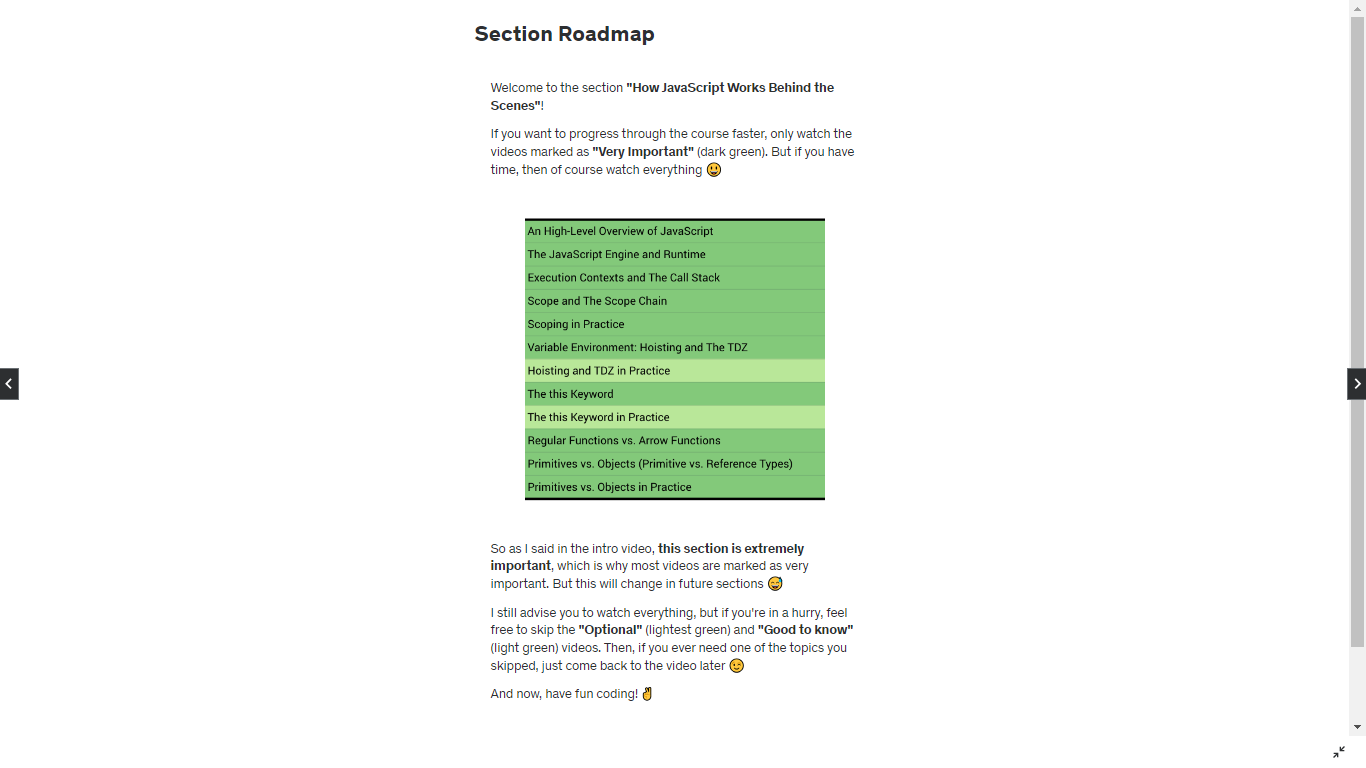 Section Roadmap
Welcome to the section "How JavaScript Works Behind the
Scenes"!
If you want to progress through the course faster, only watch the
videos marked as "Very Important" (dark green). But if you have
time, then of course watch everything 😃
An High-Level Overview of JavaScript
The JavaScript Engine and Runtime
Execution Contexts and The Call Stack
Scope and The Scope Chain
Scoping in Practice
Variable Environment: Hoisting and The TDZ
Hoisting and TDZ in Practice
The this Keyword
The this Keyword in Practice
Regular Functions vs. Arrow Functions
Primitives vs. Objects (Primitive vs. Reference Types)
Primitives vs. Objects in Practice
So as I said in the intro video, this section is extremely
important, which is why most videos are marked as very
important. But this will change in future sections 😅
I still advise you to watch everything, but if you're in a hurry, feel
free to skip the "Optional" (lightest green) and "Good to know"
(light green) videos. Then, if you ever need one of the topics you
skipped, just come back to the video later 😉
And now, have fun coding! ✌️